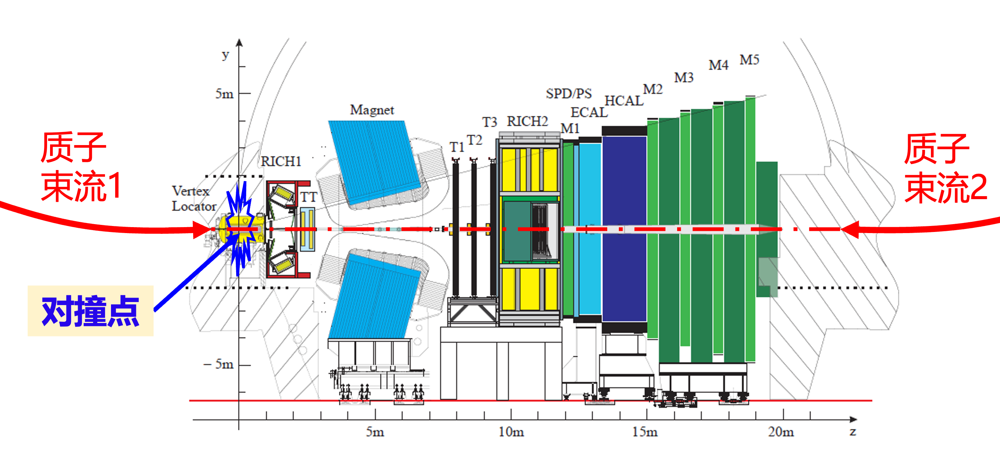 y
5m
M5
M4
M3
M2
SPD/PS
HCAL
ECAL
Magnet
T3
RICH2
M1
T2
T1
质子
束流1
质子
束流2
RICH1
Vertex
Locator
TT
对撞点
– 5m
5m
10m
15m
20m
z